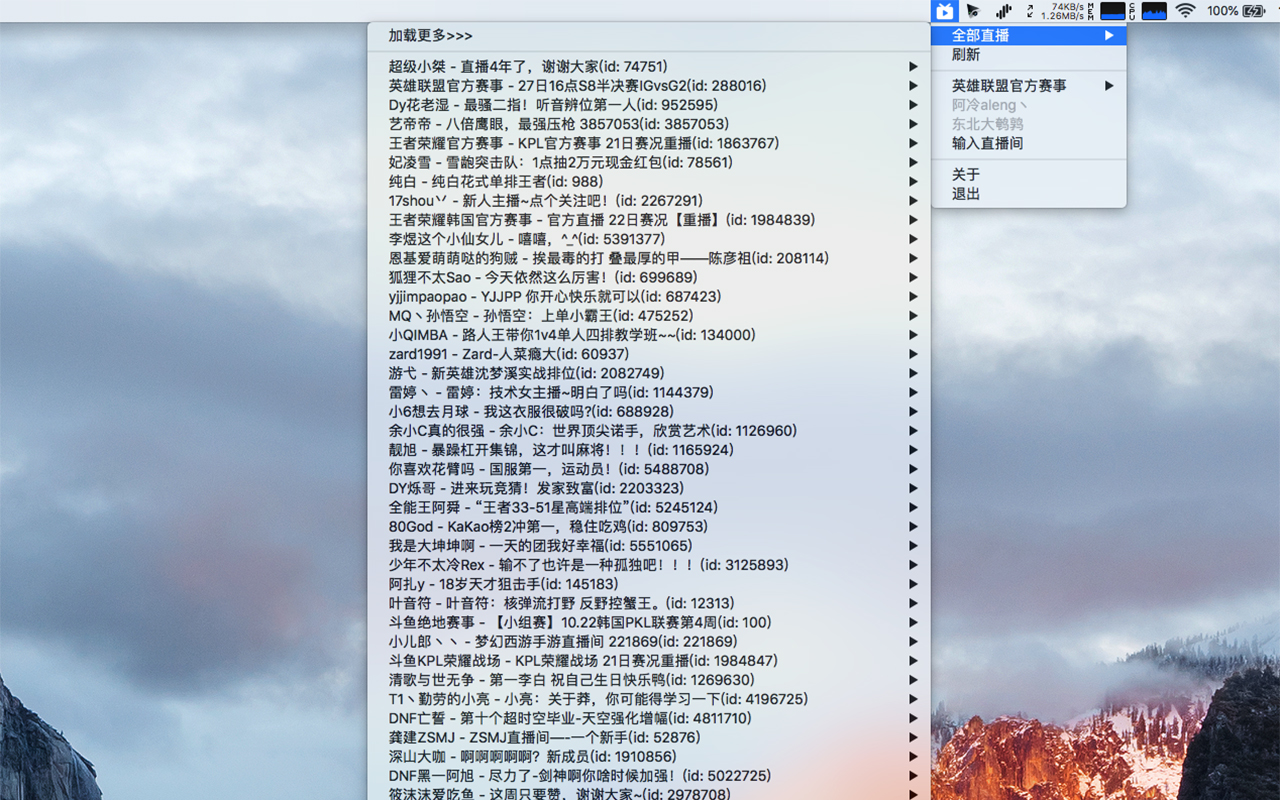 74KB/s
1.26MB/s
MEM
CPU
100%
全部直播
刷新
英雄联盟官方赛事
阿冷aleng丶
东北大鹌鹑
输入直播间
关于
退出
加载更多>>>
超级小桀 - 直播4年了，谢谢大家(id: 74751)
英雄联盟官方赛事 - 27日16点S8半决赛IGvsG2(id: 288016)
Dy花老湿 - 最骚二指！听音辨位第一人(id: 952595)
艺帝帝 - 八倍鹰眼，最强压枪 3857053(id: 3857053)
王者荣耀官方赛事 - KPL官方赛事 21日赛况重播(id: 1863767)
妃凌雪 - 雪龅突击队：1点抽2万元现金红包(id: 78561)
纯白 - 纯白花式单排王者(id: 988)
17shou丷 - 新人主播~点个关注吧！(id: 2267291)
王者荣耀韩国官方赛事 - 官方直播 22日赛况【重播】(id: 1984839)
李煜这个小仙女儿 - 嘻嘻，^_^(id: 5391377)
恩基爱萌萌哒的狗贼 - 挨最毒的打 叠最厚的甲——陈彦祖(id: 208114)
狐狸不太Sao - 今天依然这么厉害！(id: 699689)
yjjimpaopao - YJJPP 你开心快乐就可以(id: 687423)
MQ丶孙悟空 - 孙悟空：上单小霸王(id: 475252)
小QIMBA - 路人王带你1v4单人四排教学班~~(id: 134000)
zard1991 - Zard-人菜瘾大(id: 60937)
游弋 - 新英雄沈梦溪实战排位(id: 2082749)
雷婷丶 - 雷婷：技术女主播~明白了吗(id: 1144379)
小6想去月球 - 我这衣服很破吗?(id: 688928)
余小C真的很强 - 余小C：世界顶尖诺手，欣赏艺术(id: 1126960)
靓旭 - 暴躁杠开集锦，这才叫麻将！！！(id: 1165924)
你喜欢花臂吗 - 国服第一，运动员！(id: 5488708)
DY烁哥 - 进来玩竞猜！发家致富(id: 2203323)
全能王阿舜 - “王者33-51星高端排位”(id: 5245124)
80God - KaKao榜2冲第一，稳住吃鸡(id: 809753)
我是大坤坤啊 - 一天的团我好幸福(id: 5551065)
少年不太冷Rex - 输不了也许是一种孤独吧！！！(id: 3125893)
阿扎y - 18岁天才狙击手(id: 145183)
叶音符 - 叶音符：核弹流打野 反野控蟹王。(id: 12313)
斗鱼绝地赛事 - 【小组赛】10.22韩国PKL联赛第4周(id: 100)
小儿郎丶丶 - 梦幻西游手游直播间 221869(id: 221869)
斗鱼KPL荣耀战场 - KPL荣耀战场 21日赛况重播(id: 1984847)
清歌与世无争 - 第一李白 祝自己生日快乐鸭(id: 1269630)
T1丶勤劳的小亮 - 小亮：关于莽，你可能得学习一下(id: 4196725)
DNF亡誓 - 第十个超时空毕业-天空强化增幅(id: 4811710)
龚建ZSMJ - ZSMJ直播间—-一个新手(id: 52876)
深山大咖 - 啊啊啊啊啊？新成员(id: 1910856)
DNF黑一阿旭 - 尽力了-剑神啊你啥时候加强！(id: 5022725)
筱沫沫爱吃鱼 - 这周只要赞，谢谢大家~(id: 2978708)